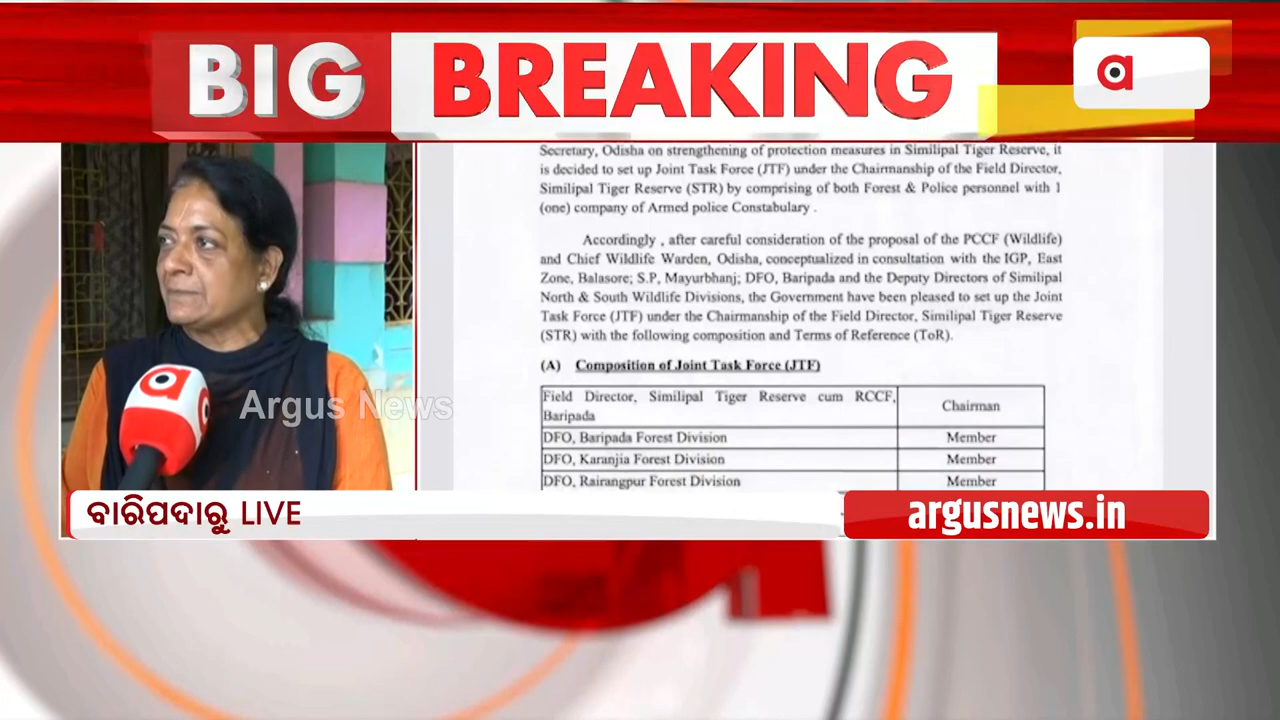 BIG BREAKING
Secretary, Odisha on strengthening of protection measures in Similipal Tiger Reserve, it
is decided to set up Joint Task Force (JTF) under the Chairmanship of the Field Director,
Similipal Tiger Reserve (STR) by comprising of both Forest & Police personnel with 1
(one) company of Armed police Constabulary .
Accordingly , after careful consideration of the proposal of the PCCF (Wildlife)
and Chief Wildlife Warden, Odisha, conceptualized in consultation with the IGP, East
Zone, Balasore; S.P, Mayurbhanj; DFO, Baripada and the Deputy Directors of Similipal
North & South Wildlife Divisions, the Government have been pleased to set up the Joint
Task Force (JTF) under the Chairmanship of the Field Director, Similipal Tiger Reserve
(STR) with the following composition and Terms of Reference (ToR).
(A) Composition of Joint Task Force (JTF)
Field Director, Similipal Tiger Reserve cum RCCF, Chairman
Baripada
DFO, Baripada Forest Division Member
DFO, Karanjia Forest Division Member
DFO, Rairangpur Forest Division Member
Argus News
ବାରିପଦାରୁ LIVE
argusnews.in